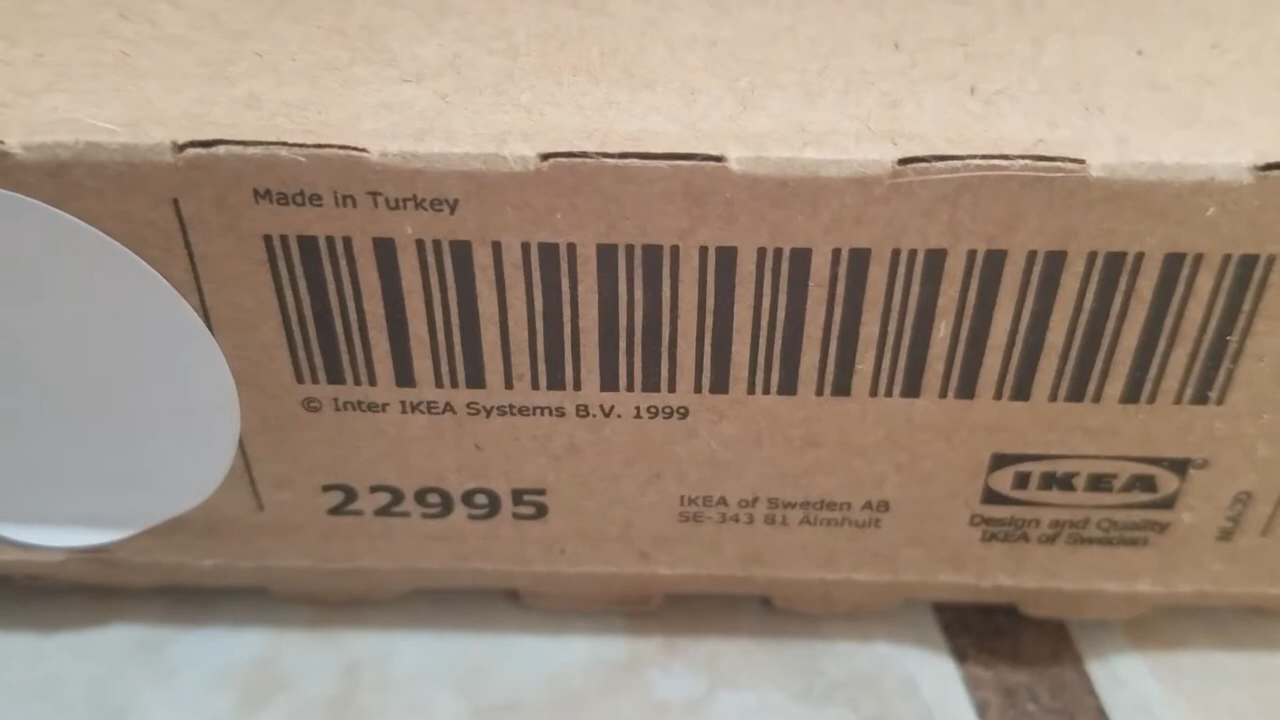 Made in Turkey
© Inter IKEA Systems B.V. 1999
22995
IKEA of Sweden AB
SE-343 81 Älmhult
IKEA
Design and Quality
IKEA of Sweden